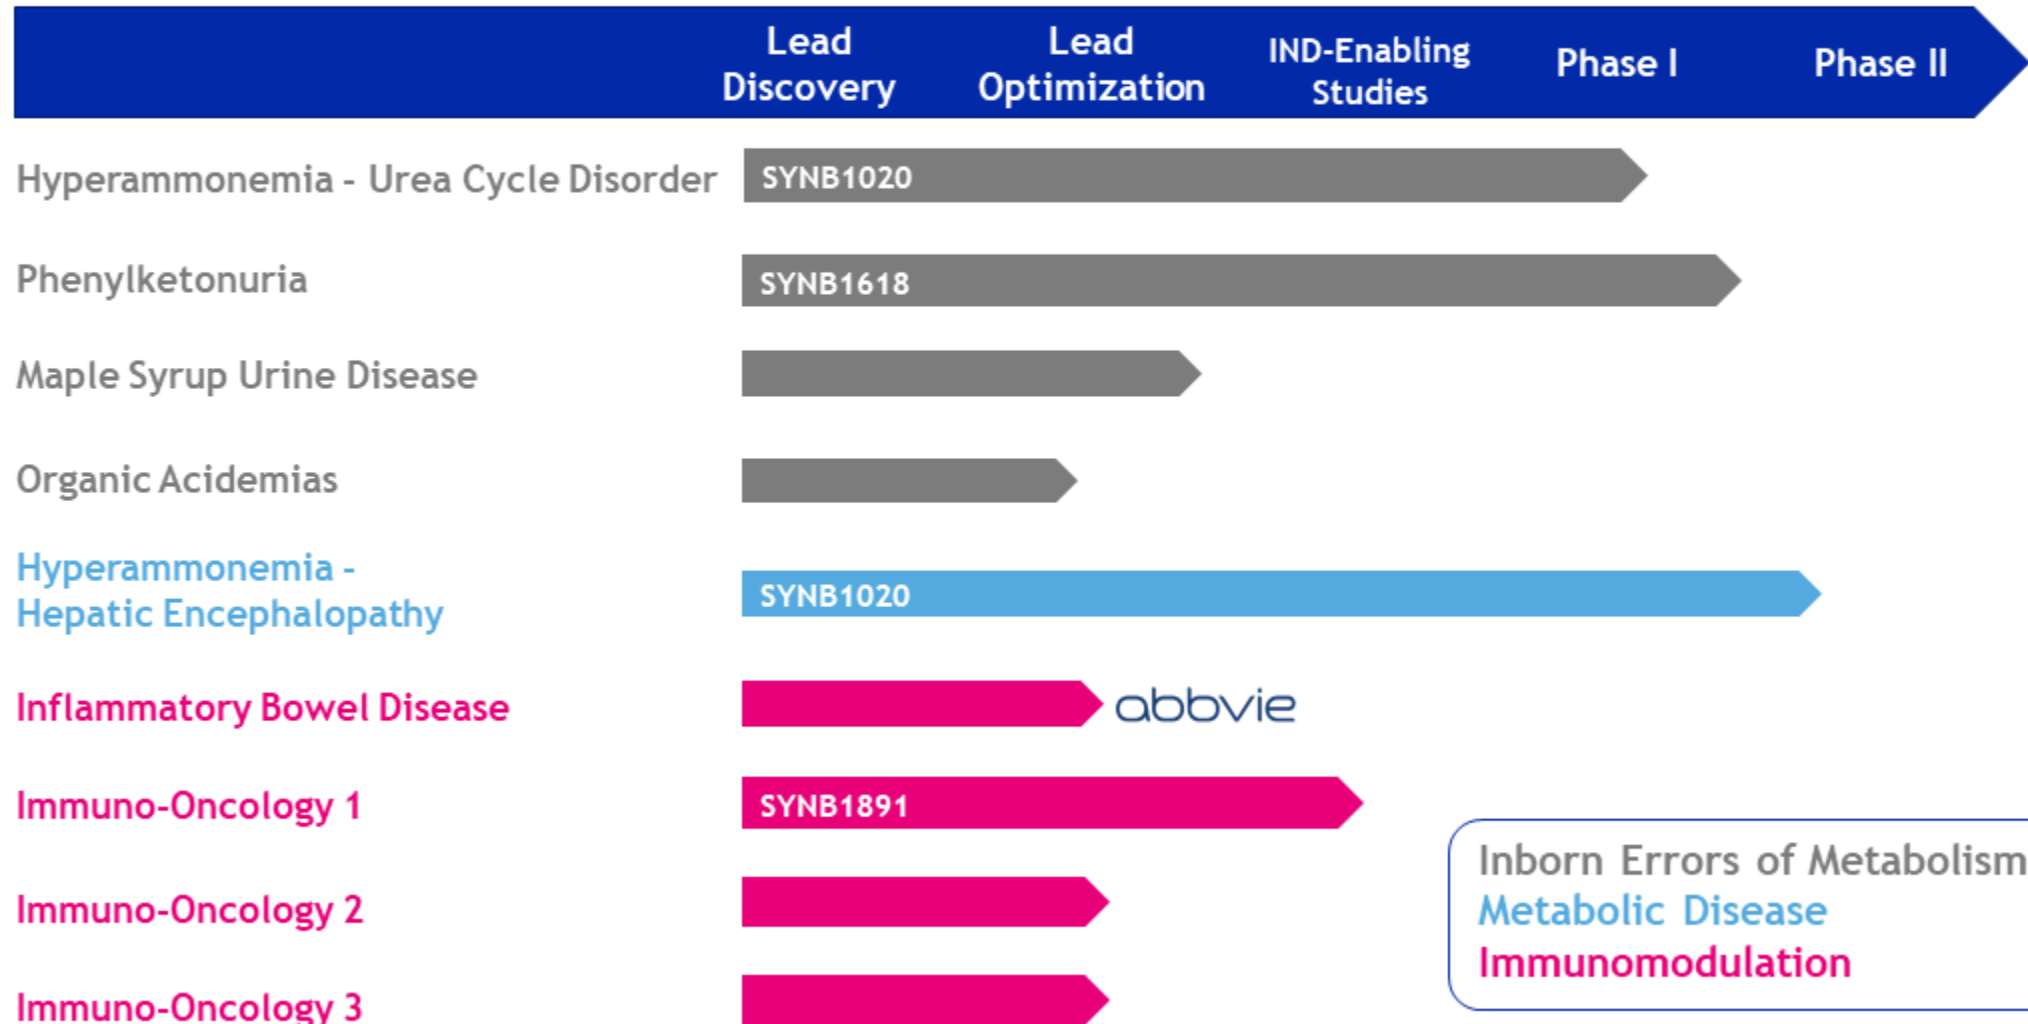 Lead Discovery
Lead Optimization
IND-Enabling Studies
Phase I
Phase II
Hyperammonemia - Urea Cycle Disorder
SYNB1020
Phenylketonuria
SYNB1618
Maple Syrup Urine Disease
Organic Acidemias
Hyperammonemia -
Hepatic Encephalopathy
SYNB1020
Inflammatory Bowel Disease
abbvie
Immuno-Oncology 1
SYNB1891
Immuno-Oncology 2
Immuno-Oncology 3
Inborn Errors of Metabolism
Metabolic Disease
Immunomodulation